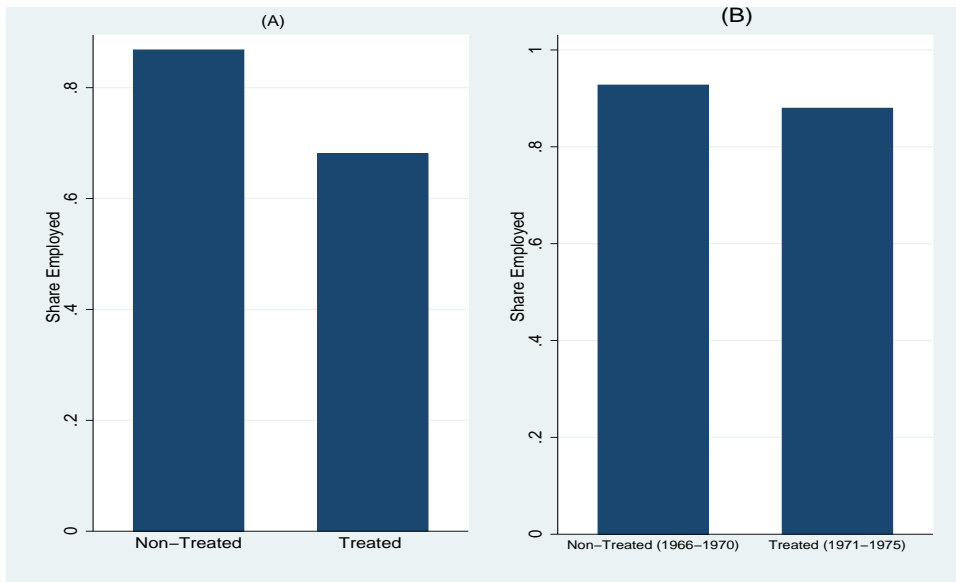 (A)
Share Employed
.8
.6
.4
.2
0
Non−Treated
Treated
(B)
Share Employed
1
.8
.6
.4
.2
0
Non−Treated (1966−1970)
Treated (1971−1975)